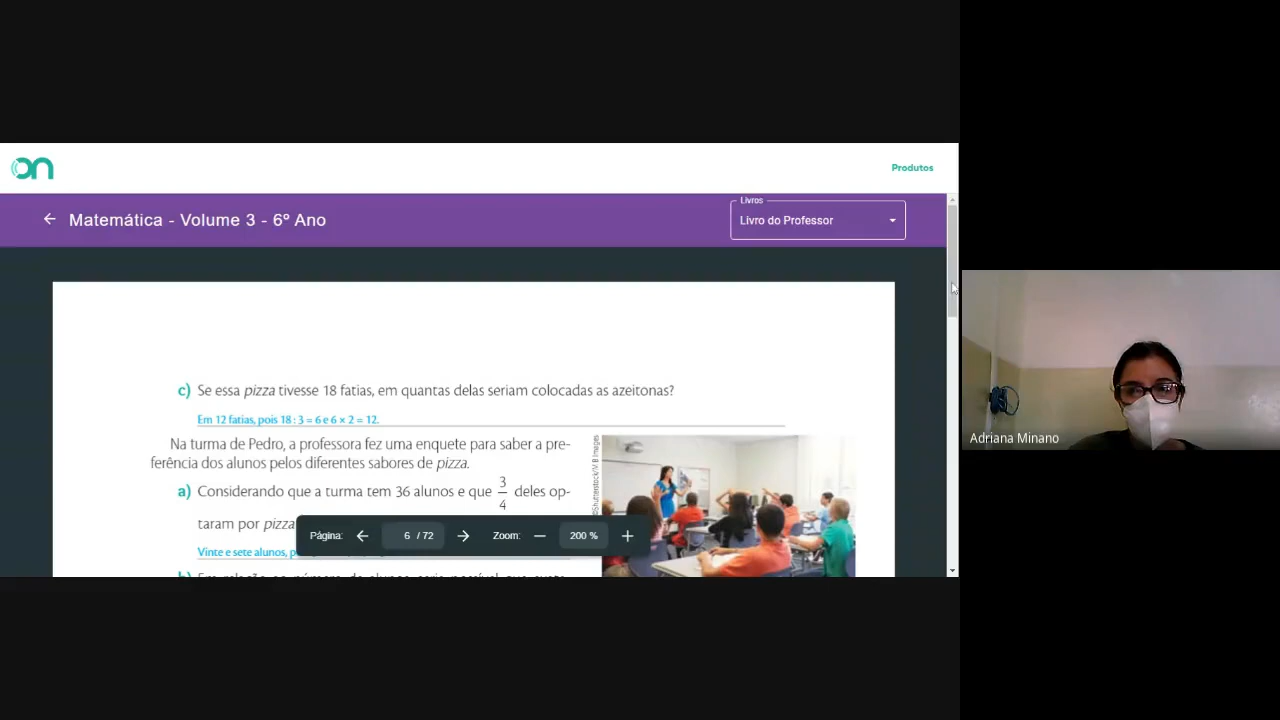 on
Produtos
← Matemática - Volume 3 - 6º Ano
Livros
Livro do Professor
c) Se essa pizza tivesse 18 fatias, em quantas delas seriam colocadas as azeitonas?
Em 12 fatias, pois 18 : 3 = 6 e 6 × 2 = 12.
Na turma de Pedro, a professora fez uma enquete para saber a pre-
ferência dos alunos pelos diferentes sabores de pizza.
a) Considerando que a turma tem 36 alunos e que 3/4 deles op-
taram por pizza
Vinte e sete alunos, p
©Shutterstock/
Página: ← 6 / 72 → Zoom: — 200 % +
Adriana Minano